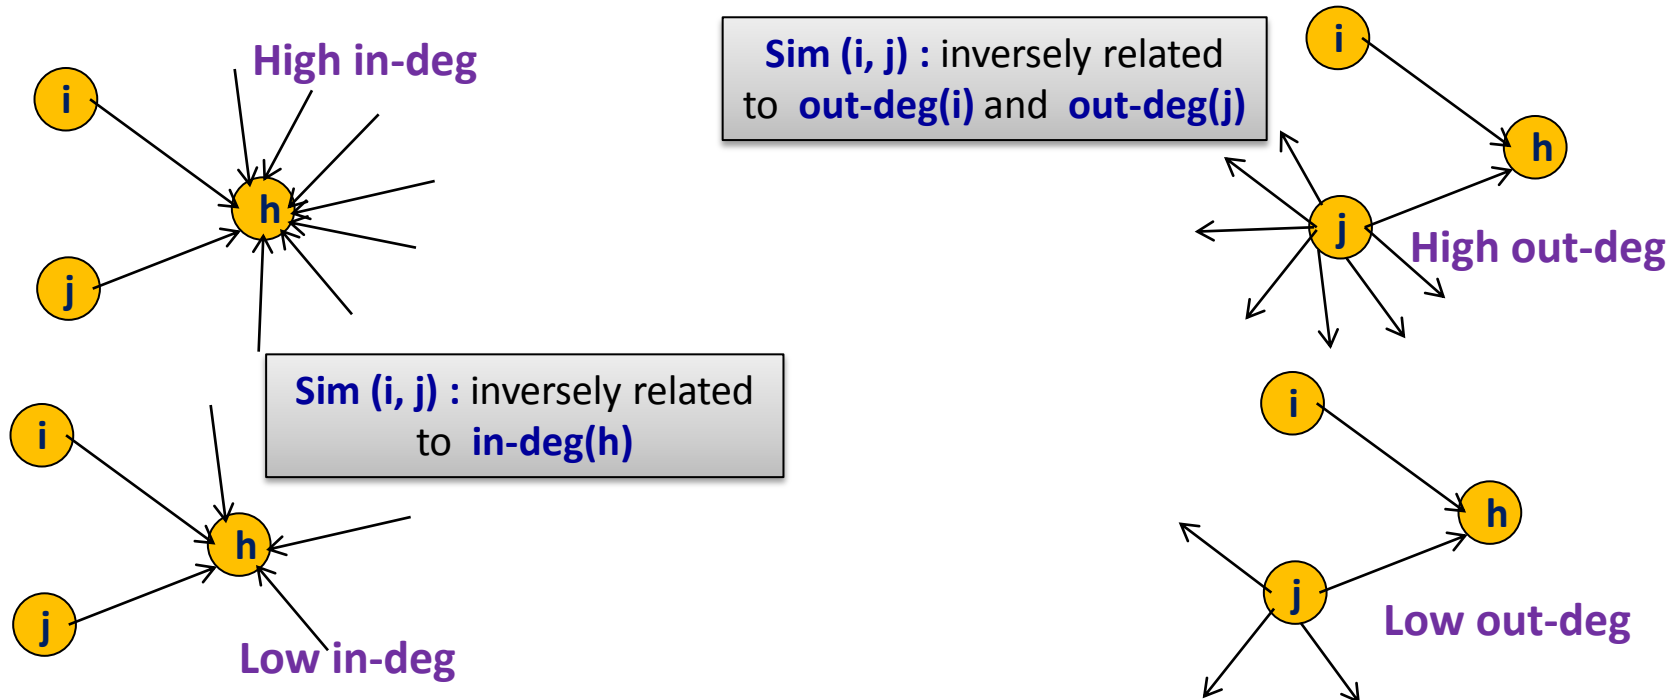 High in-deg
i
h
j
Sim (i, j) : inversely related
to in-deg(h)
i
h
j
Low in-deg
Sim (i, j) : inversely related
to out-deg(i) and out-deg(j)
i
h
j
High out-deg
i
h
j
Low out-deg